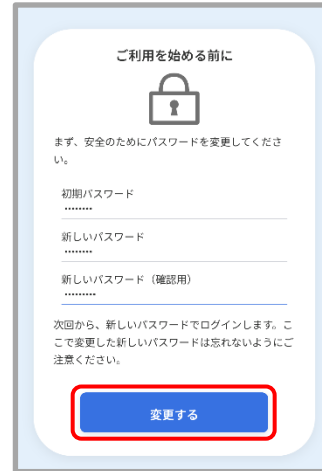 ご利用を始める前に
まず、安全のためにパスワードを変更してくださ
い。
初期パスワード
••••••••
新しいパスワード
••••••••
新しいパスワード（確認用）
•••••••••
次回から、新しいパスワードでログインします。こ
こで変更した新しいパスワードは忘れないようにご
注意ください。
変更する